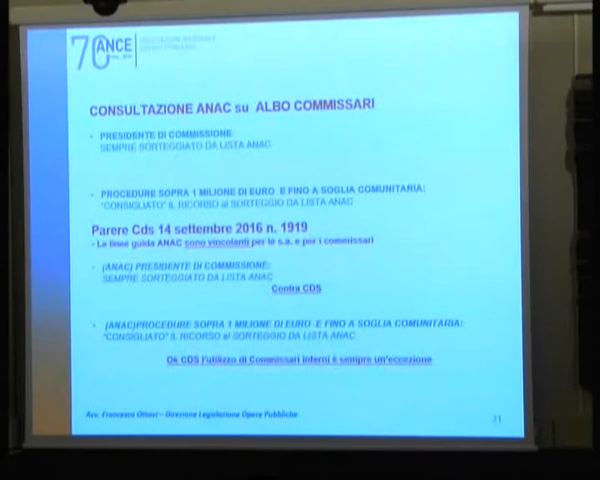 70 ANCE
CONSULTAZIONE ANAC su ALBO COMMISSARI
• PRESIDENTE DI COMMISSIONE:
SEMPRE SORTEGGIATO DA LISTA ANAC
• PROCEDURE SOPRA 1 MILIONE DI EURO E FINO A SOGLIA COMUNITARIA:
"CONSIGLIATO" IL RICORSO al SORTEGGIO DA LISTA ANAC
Parere Cds 14 settembre 2016 n. 1919
- Le linee guida ANAC sono vincolanti per le s.a. e per i commissari
• (ANAC) PRESIDENTE DI COMMISSIONE:
SEMPRE SORTEGGIATO DA LISTA ANAC
Contra CDS
• (ANAC)PROCEDURE SOPRA 1 MILIONE DI EURO E FINO A SOGLIA COMUNITARIA:
"CONSIGLIATO" IL RICORSO al SORTEGGIO DA LISTA ANAC
Ok CDS l'utilizzo di Commissari interni è sempre un'eccezione
Avv. Francesca Ottavi – Direzione Legislazione Opere Pubbliche
21